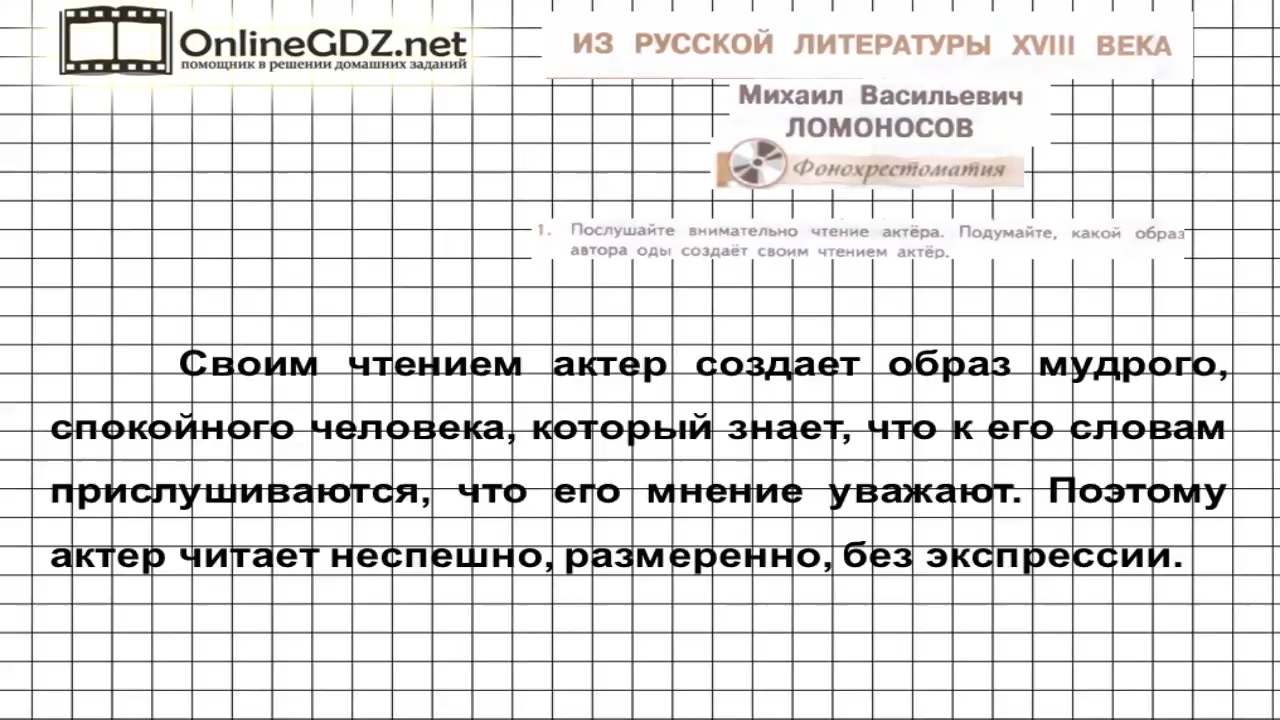 OnlineGDZ.net
помощник в решении домашних заданий
ИЗ РУССКОЙ ЛИТЕРАТУРЫ XVIII ВЕКА
Михаил Васильевич
ЛОМОНОСОВ
Фонохрестоматия
1. Послушайте внимательно чтение актёра. Подумайте, какой образ
автора оды создаёт своим чтением актёр.
Своим чтением актер создает образ мудрого,
спокойного человека, который знает, что к его словам
прислушиваются, что его мнение уважают. Поэтому
актер читает неспешно, размеренно, без экспрессии.